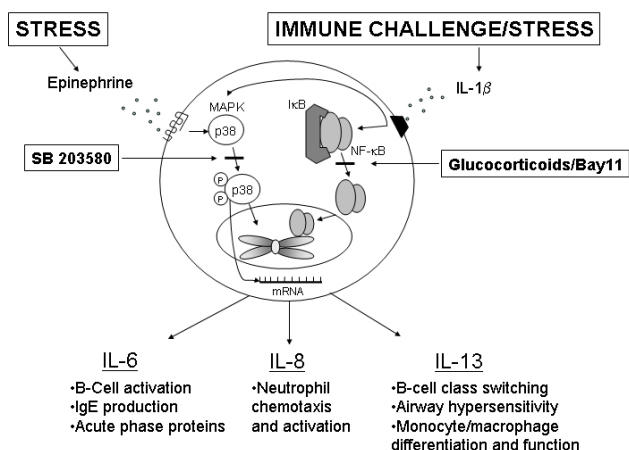 STRESS
IMMUNE CHALLENGE/STRESS
Epinephrine
IL-1β
MAPK
p38
IκB
NF-κB
SB 203580
Glucocorticoids/Bay11
P
P
p38
mRNA
IL-6
•B-Cell activation
•IgE production
•Acute phase proteins
IL-8
•Neutrophil
chemotaxis
and activation
IL-13
•B-cell class switching
•Airway hypersensitivity
•Monocyte/macrophage
differentiation and function